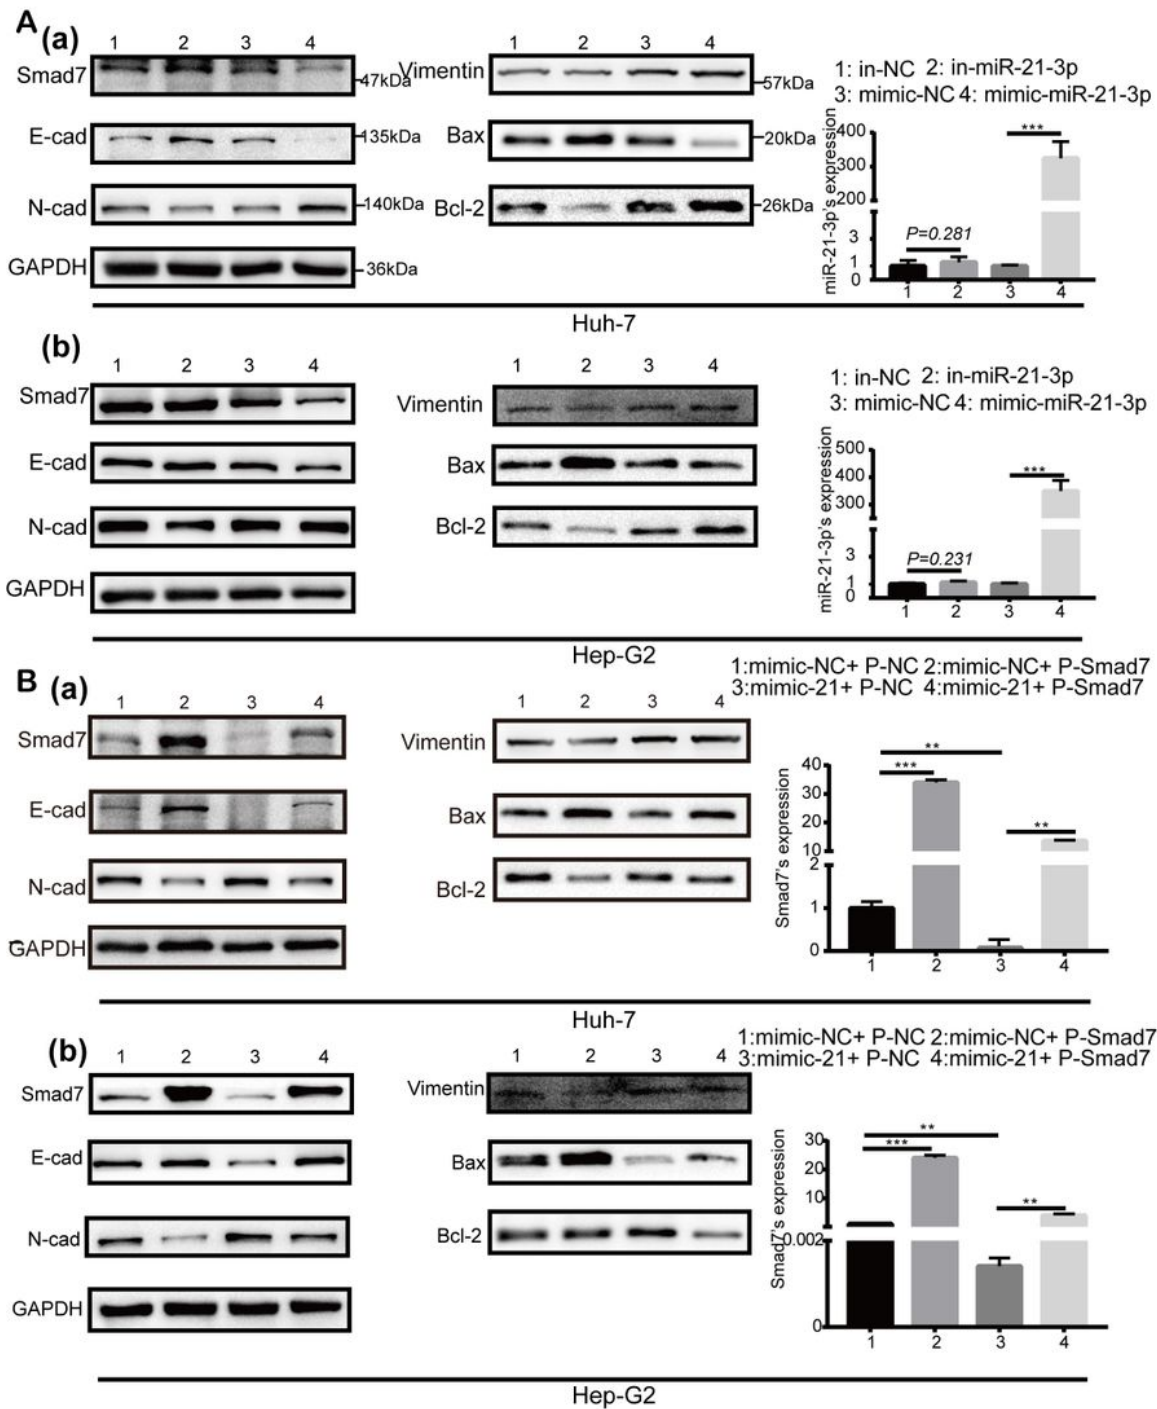 A
(a)
1 2 3 4
Smad7
47kDa
E-cad
135kDa
N-cad
140kDa
GAPDH
36kDa
1 2 3 4
Vimentin
57kDa
Bax
20kDa
Bcl-2
26kDa
1: in-NC 2: in-miR-21-3p
3: mimic-NC 4: mimic-miR-21-3p
miR-21-3p's expression
400
300
200
3
1
0
P=0.281
***
1 2 3 4
Huh-7
(b)
1 2 3 4
Smad7
E-cad
N-cad
GAPDH
1 2 3 4
Vimentin
Bax
Bcl-2
1: in-NC 2: in-miR-21-3p
3: mimic-NC 4: mimic-miR-21-3p
miR-21-3p's expression
500
400
300
3
1
0
P=0.231
***
1 2 3 4
Hep-G2
B
(a)
1 2 3 4
Smad7
E-cad
N-cad
GAPDH
1 2 3 4
Vimentin
Bax
Bcl-2
1:mimic-NC+ P-NC 2:mimic-NC+ P-Smad7
3:mimic-21+ P-NC 4:mimic-21+ P-Smad7
Smad7's expression
40
30
20
10
2
1
0
**
***
**
1 2 3 4
Huh-7
(b)
1 2 3 4
Smad7
E-cad
N-cad
GAPDH
1 2 3 4
Vimentin
Bax
Bcl-2
1:mimic-NC+ P-NC 2:mimic-NC+ P-Smad7
3:mimic-21+ P-NC 4:mimic-21+ P-Smad7
Smad7's expression
30
20
10
0.002
0
**
***
**
1 2 3 4
Hep-G2